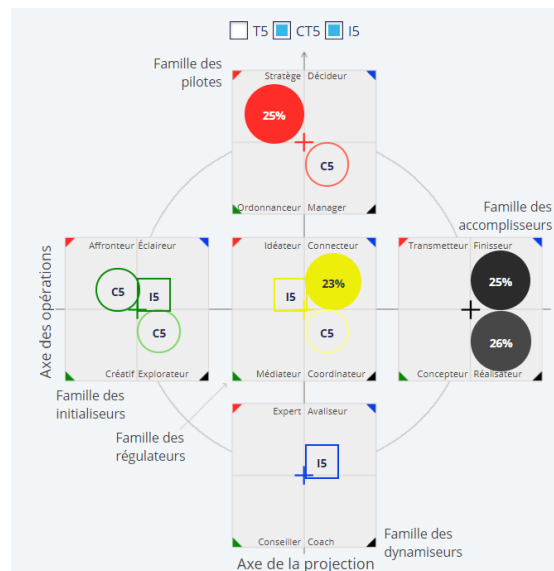 T5 CT5 I5
Famille des
pilotes
Stratège Décideur
25%
C5
Ordonnanceur Manager
Famille des
accomplisseurs
Axe des opérations
Affronteur Éclaireur
C5 I5
C5
Créatif Explorateur
Idéateur Connecteur
I5 23%
C5
Médiateur Coordinateur
Transmetteur Finisseur
25%
26%
Concepteur Réalisateur
Famille des
initialiseurs
Famille des
régulateurs
Expert Avaliseur
I5
Conseiller Coach
Famille des
dynamiseurs
Axe de la projection